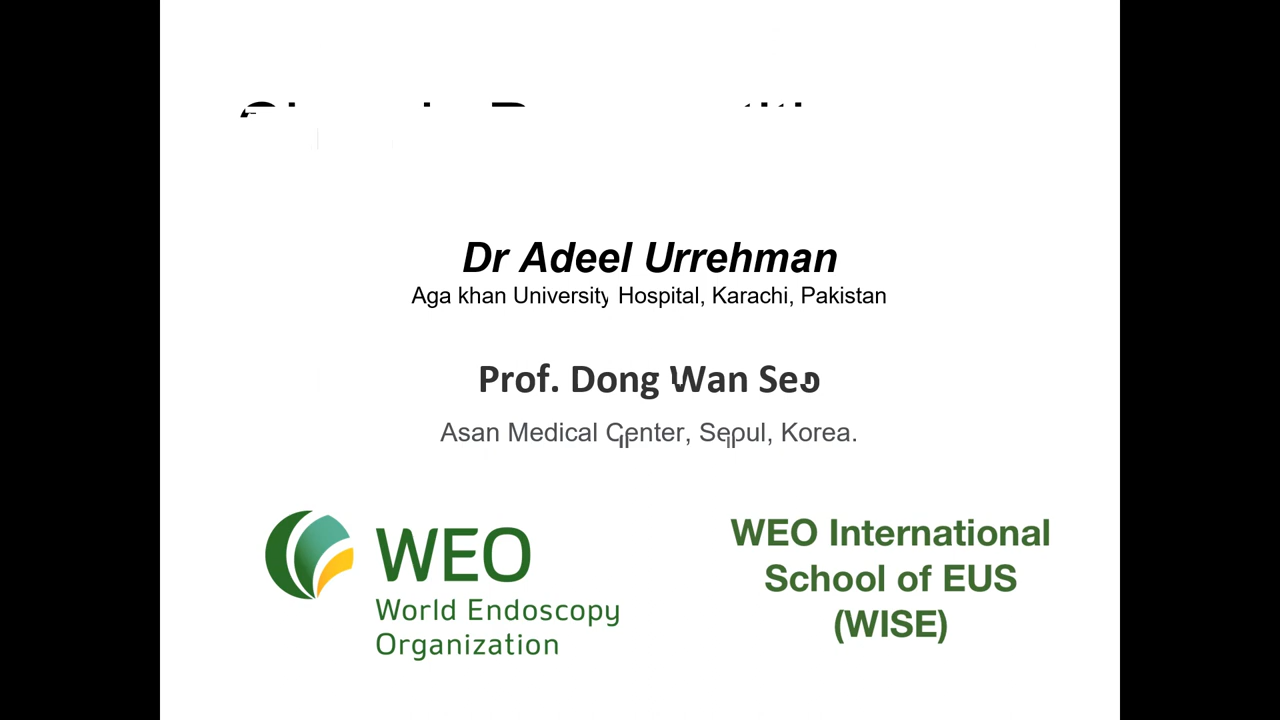 Dr Adeel Urrehman
Aga khan University Hospital, Karachi, Pakistan
Prof. Dong Wan Seo
Asan Medical Center, Seoul, Korea.
WEO
World Endoscopy
Organization
WEO International
School of EUS
(WISE)